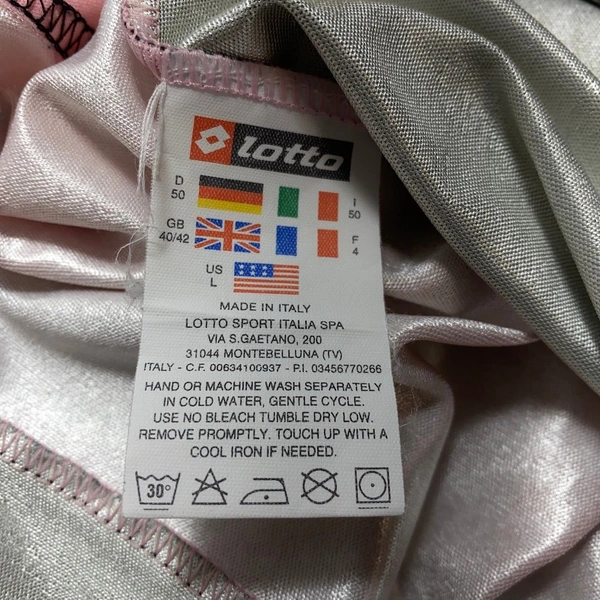 lotto
D 50 I 50
GB 40/42 F 4
US L
MADE IN ITALY
LOTTO SPORT ITALIA SPA
VIA S.GAETANO, 200
31044 MONTEBELLUNA (TV)
ITALY - C.F. 00634100937 - P.I. 03456770266
HAND OR MACHINE WASH SEPARATELY
IN COLD WATER, GENTLE CYCLE.
USE NO BLEACH TUMBLE DRY LOW.
REMOVE PROMPTLY. TOUCH UP WITH A
COOL IRON IF NEEDED.
30°